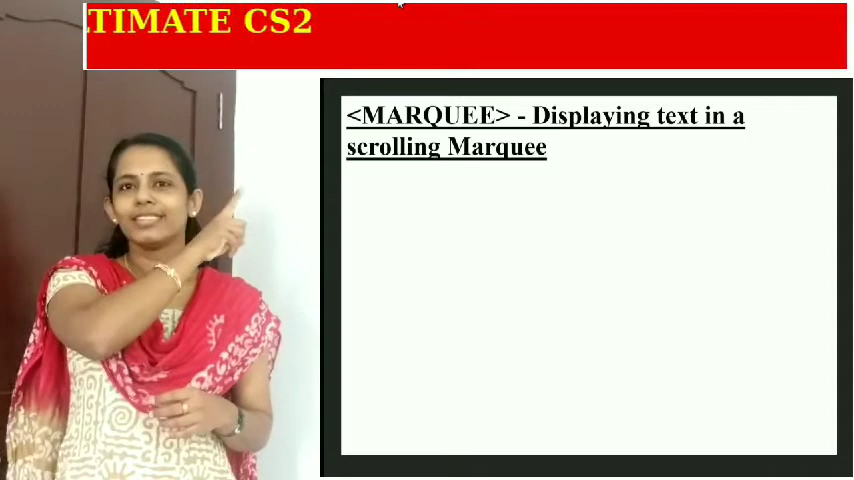 TIMATE CS2
<MARQUEE> - Displaying text in a
scrolling Marquee